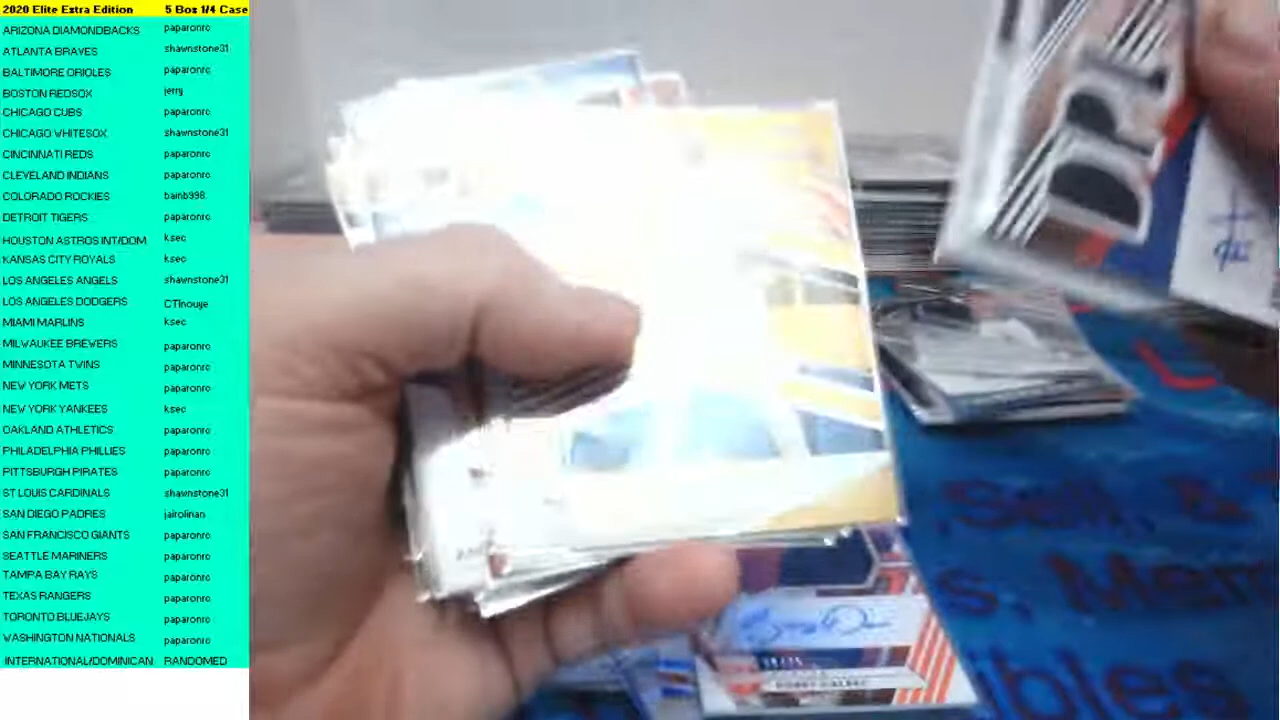 2020 Elite Extra Edition 5 Box 1/4 Case
ARIZONA DIAMONDBACKS paparonro
ATLANTA BRAVES shawnstone31
BALTIMORE ORIOLES paparonro
BOSTON REDSOX jerry
CHICAGO CUBS paparonro
CHICAGO WHITESOX shawnstone31
CINCINNATI REDS paparonro
CLEVELAND INDIANS paparonro
COLORADO ROCKIES bainb998
DETROIT TIGERS paparonro
HOUSTON ASTROS INT/DOM ksec
KANSAS CITY ROYALS ksec
LOS ANGELES ANGELS shawnstone31
LOS ANGELES DODGERS CTInouye
MIAMI MARLINS ksec
MILWAUKEE BREWERS paparonro
MINNESOTA TWINS paparonro
NEW YORK METS paparonro
NEW YORK YANKEES ksec
OAKLAND ATHLETICS paparonro
PHILADELPHIA PHILLIES paparonro
PITTSBURGH PIRATES paparonro
ST LOUIS CARDINALS shawnstone31
SAN DIEGO PADRES jairolinan
SAN FRANCISCO GIANTS paparonro
SEATTLE MARINERS paparonro
TAMPA BAY RAYS paparonro
TEXAS RANGERS paparonro
TORONTO BLUEJAYS paparonro
WASHINGTON NATIONALS paparonro
INTERNATIONAL/DOMINICAN RANDOMED
Sell, &